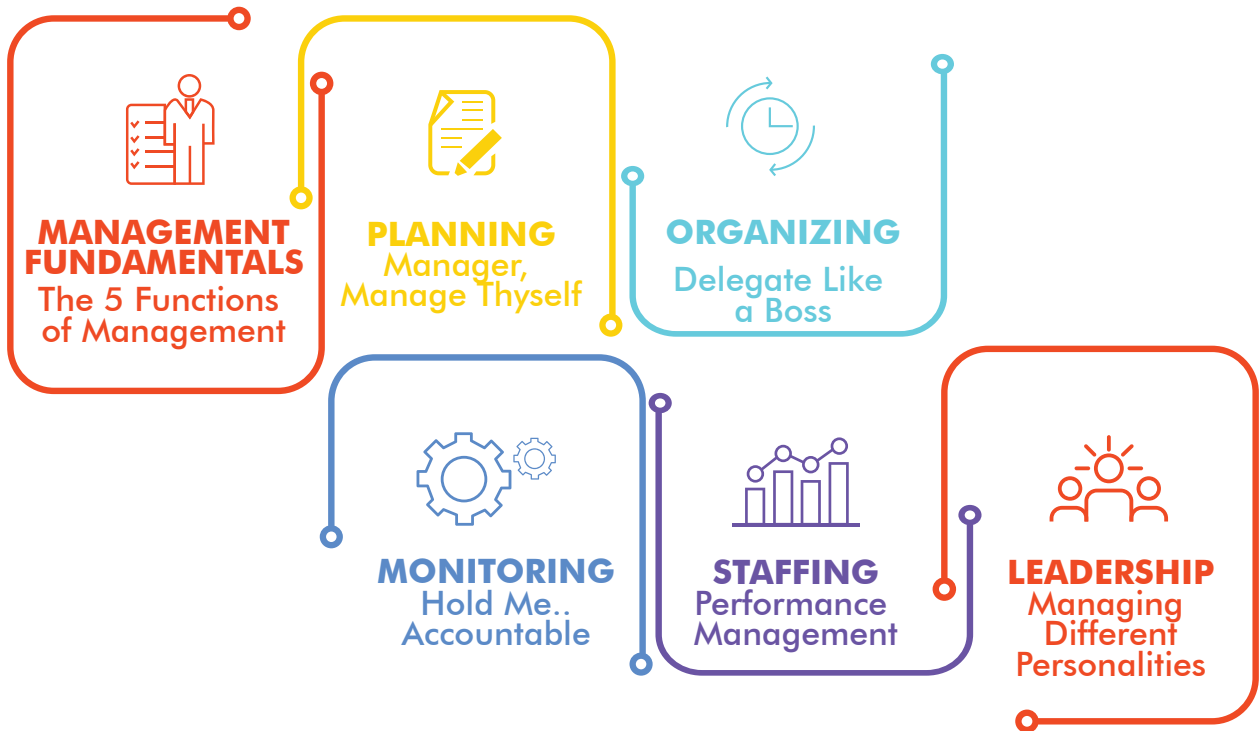 MANAGEMENT
FUNDAMENTALS
The 5 Functions
of Management
PLANNING
Manager,
Manage Thyself
ORGANIZING
Delegate Like
a Boss
MONITORING
Hold Me..
Accountable
STAFFING
Performance
Management
LEADERSHIP
Managing
Different
Personalities